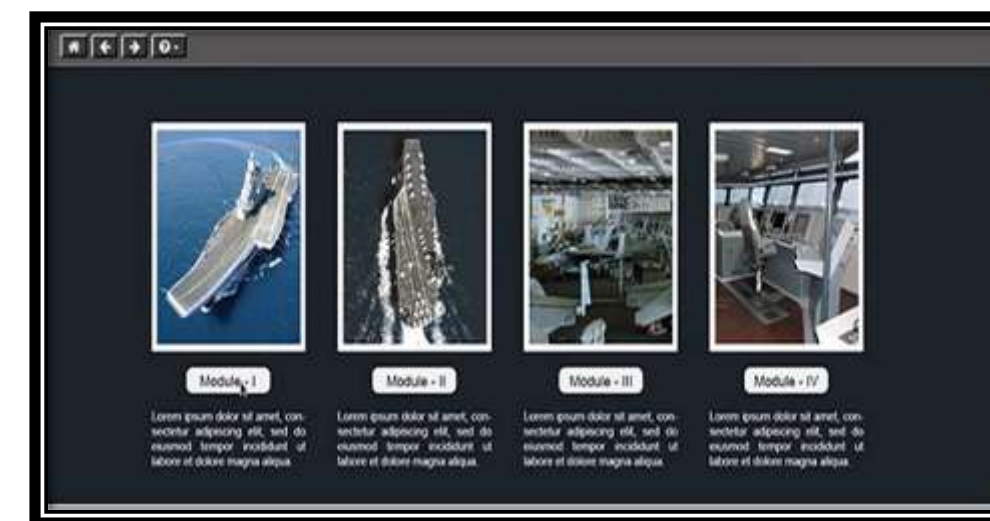 Module - I
Module - II
Module - III
Module - IV
Lorem ipsum dolor sit amet, con-
sectetur adipiscing elit, sed do
eiusmod tempor incididunt ut
labore et dolore magna aliqua.
Lorem ipsum dolor sit amet, con-
sectetur adipiscing elit, sed do
eiusmod tempor incididunt ut
labore et dolore magna aliqua.
Lorem ipsum dolor sit amet, con-
sectetur adipiscing elit, sed do
eiusmod tempor incididunt ut
labore et dolore magna aliqua.
Lorem ipsum dolor sit amet, con-
sectetur adipiscing elit, sed do
eiusmod tempor incididunt ut
labore et dolore magna aliqua.